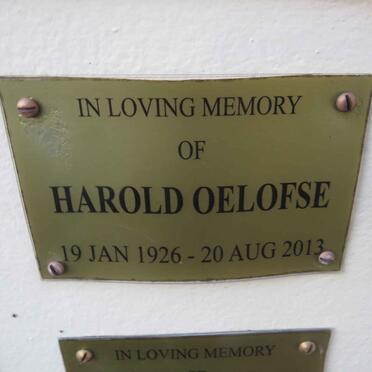 IN LOVING MEMORY
OF
HAROLD OELOFSE
19 JAN 1926 - 20 AUG 2013
IN LOVING MEMORY